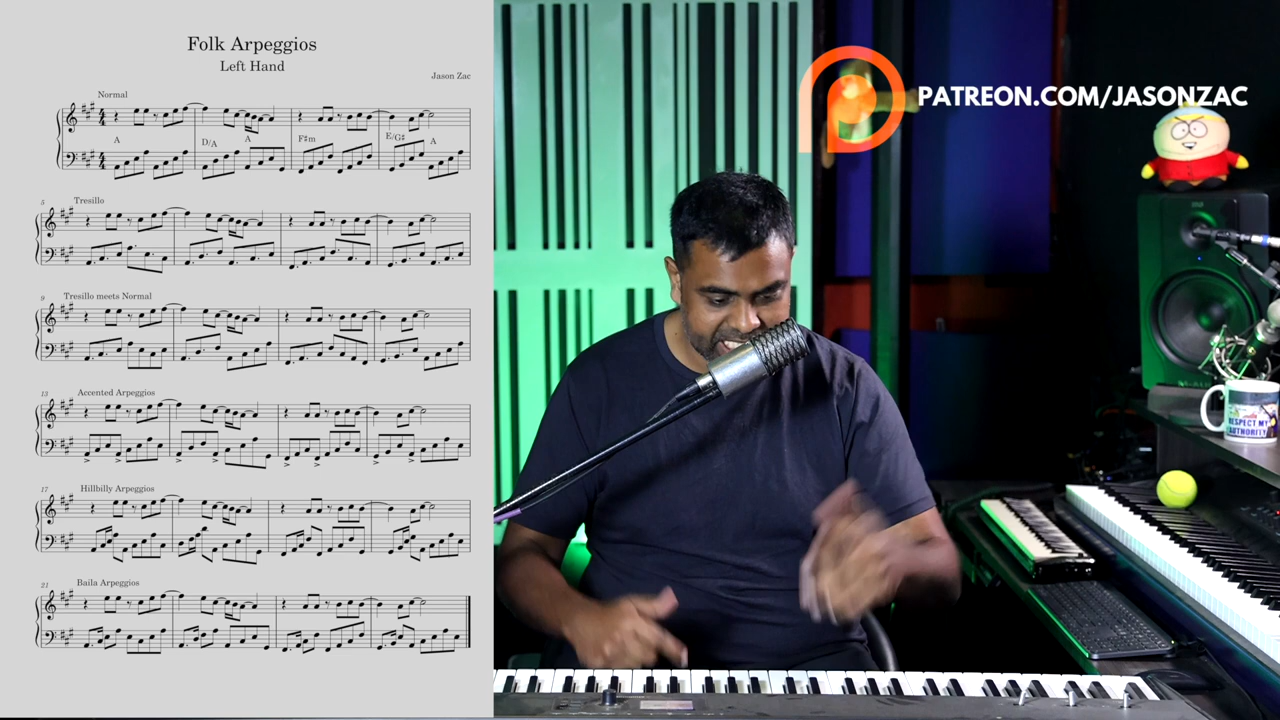 Folk Arpeggios
Left Hand
Jason Zac
Normal
A
D/A
A
F#m
E/G#
A
5
Tresillo
9
Tresillo meets Normal
13
Accented Arpeggios
17
Hillbilly Arpeggios
21
Baila Arpeggios
PATREON.COM/JASONZAC
RESPECT MY
AUTHORITY